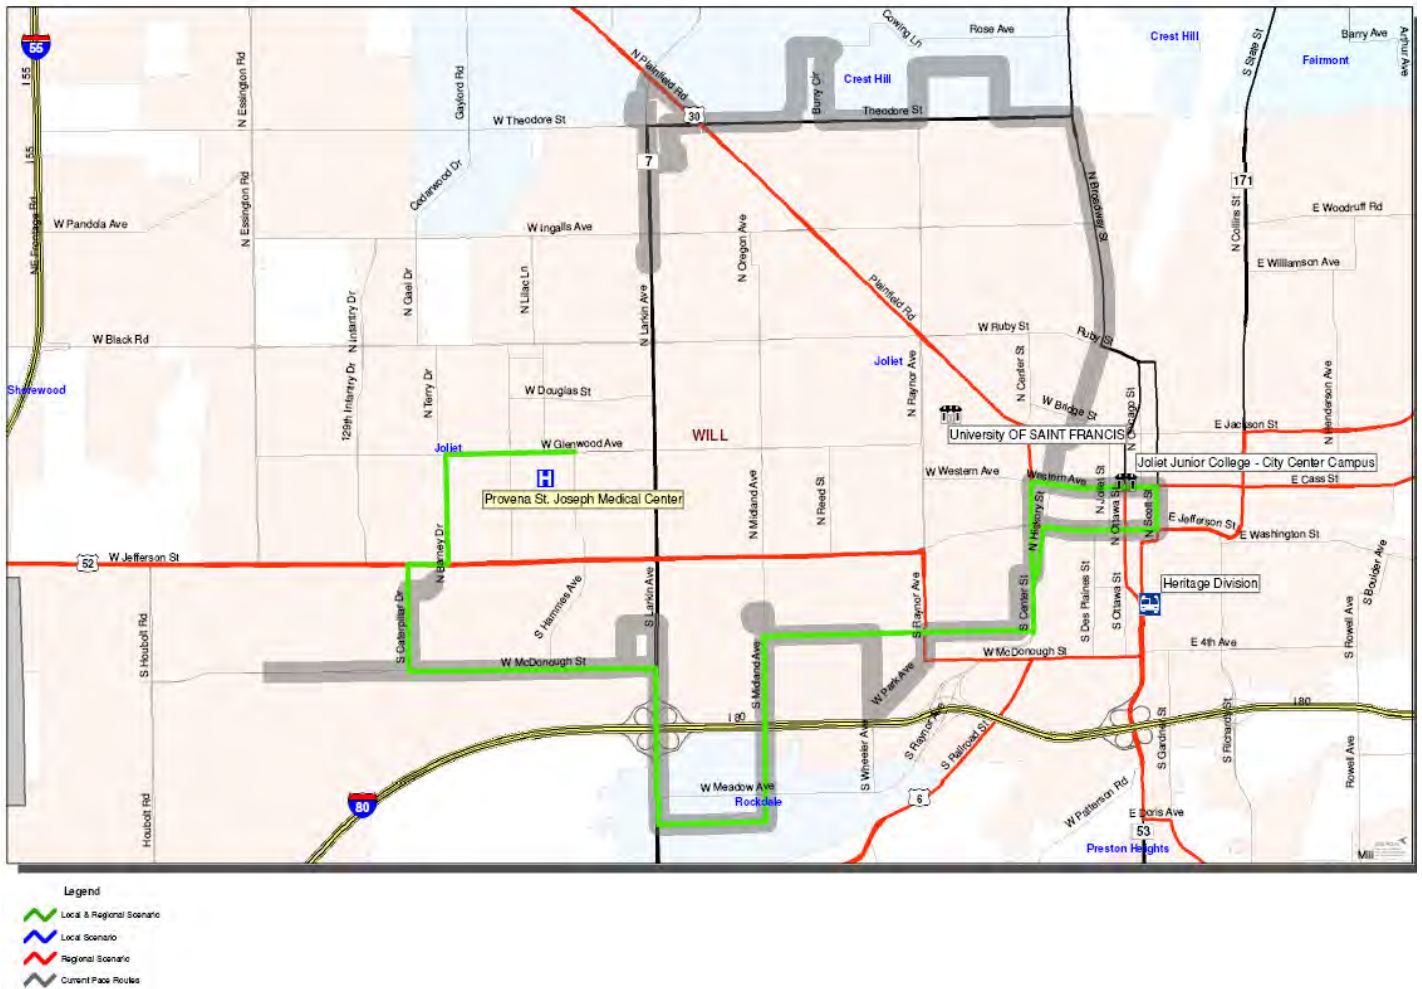 55
I 55
I 55
NE Frontage Rd
N Essington Rd
N Essington Rd
Gaylord Rd
N Plainfield Rd
Cowing Ln
Rose Ave
Crest Hill
S State St
Barry Ave
Arthur Ave
Fairmont
Crest Hill
Burry Cir
W Theodore St
30
Theodore St
7
Cedarwood Dr
N Broadway St
171
W Pandola Ave
W Ingalls Ave
N Oregon Ave
N Collins St
E Woodruff Rd
E Williamson Ave
N Infantry Dr
N Gael Dr
N Lilac Ln
N Larkin Ave
Plainfield Rd
W Black Rd
W Ruby St
Ruby St
Joliet
N Raynor Ave
N Center St
Shorewood
129th Infantry Dr
N Terry Dr
W Douglas St
W Bridge St
N Chicago St
N Henderson Ave
E Jackson St
Joliet
W Glenwood Ave
WILL
University OF SAINT FRANCIS
H
Joliet Junior College - City Center Campus
Provena St. Joseph Medical Center
W Western Ave
Western Ave
E Cass St
N Midland Ave
N Reed St
N Hickory St
N Joliet St
N Ottawa St
N Scott St
E Jefferson St
E Washington St
N Barney Dr
52
W Jefferson St
S Boulder Ave
Heritage Division
S Caterpillar Dr
S Hammes Ave
S Larkin Ave
S Raynor Ave
S Center St
S Des Plaines St
S Ottawa St
S Houbolt Rd
W McDonough St
S Midland Ave
W McDonough St
E 4th Ave
S Rowell Ave
W Park Ave
I 80
I 80
S Wheeler Ave
S Raynor Ave
S Railroad St
S Gardner St
S Richards St
Houbolt Rd
80
W Meadow Ave
Rockdale
6
W Patterson Rd
E Doris Ave
Rowell Ave
53
Preston Heights
Mill
Legend
Local & Regional Scenario
Local Scenario
Regional Scenario
Current Pace Routes